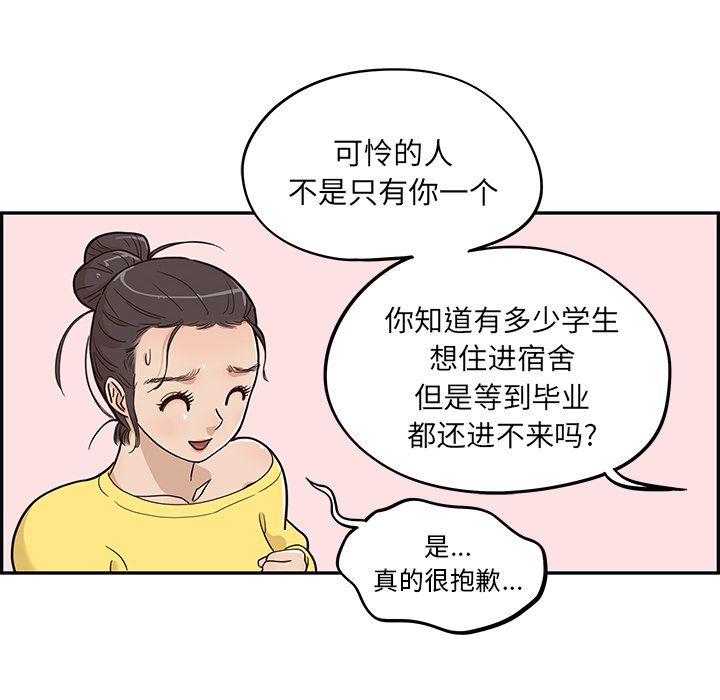 可怜的人
不是只有你一个
你知道有多少学生
想住进宿舍
但是等到毕业
都还进不来吗?
是...
真的很抱歉...